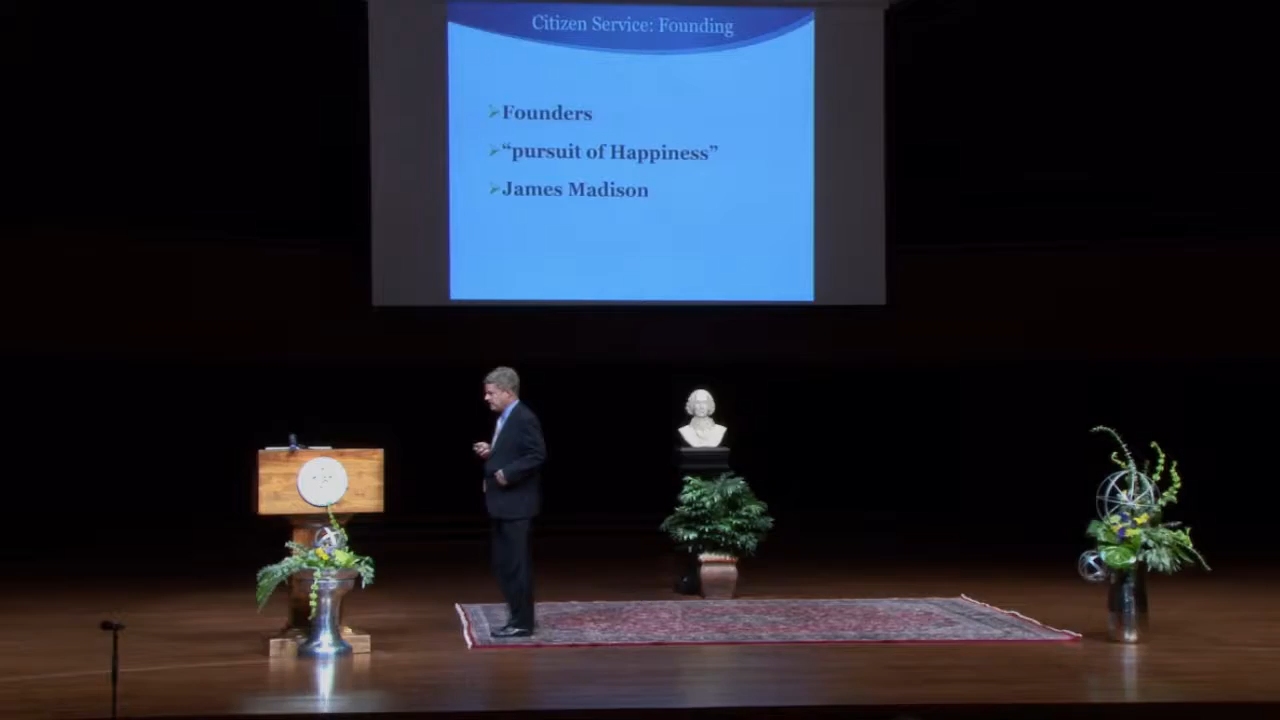 Citizen Service: Founding
Founders
“pursuit of Happiness”
James Madison